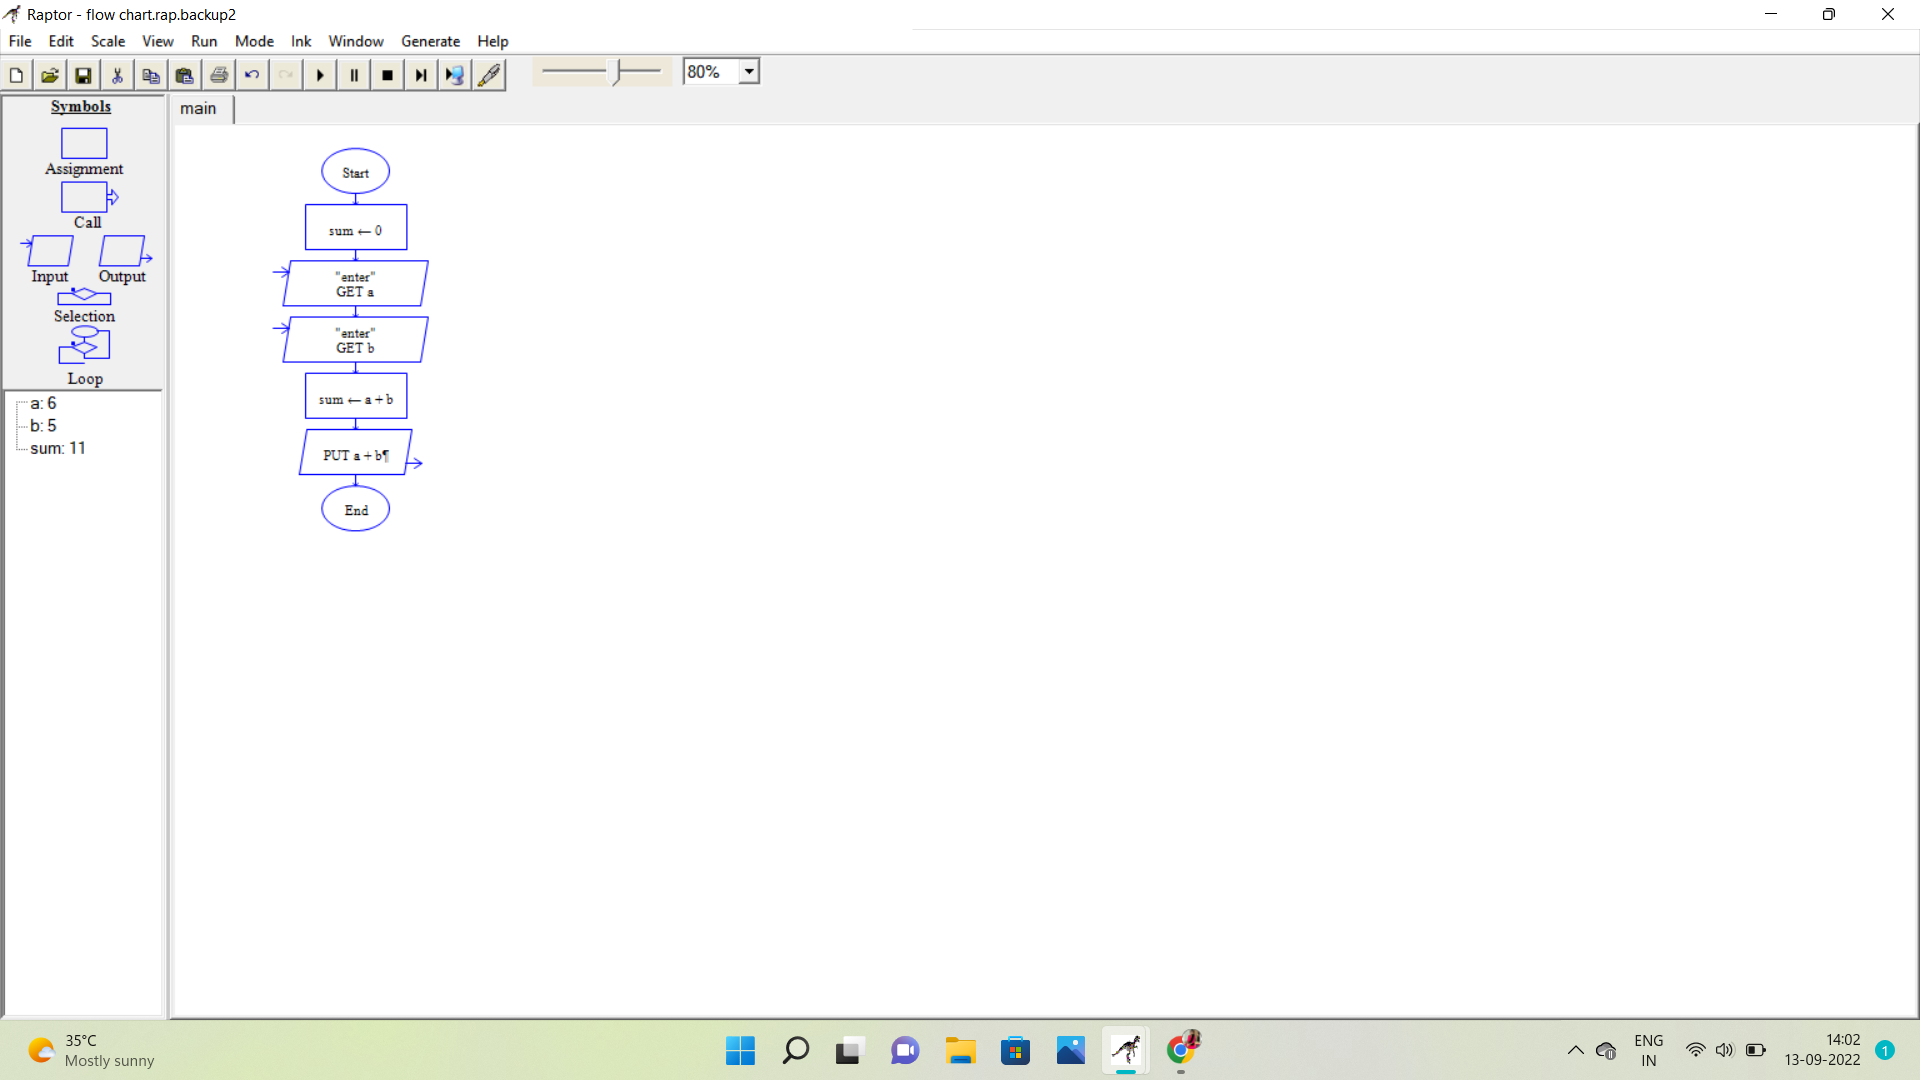 Raptor - flow chart.rap.backup2
File Edit Scale View Run Mode Ink Window Generate Help
80%
Symbols
main
Assignment
Call
Input Output
Selection
Loop
a: 6
b: 5
sum: 11
Start
sum ← 0
"enter"
GET a
"enter"
GET b
sum ← a + b
PUT a + b¶
End
35°C
Mostly sunny
ENG
IN
14:02
13-09-2022
1